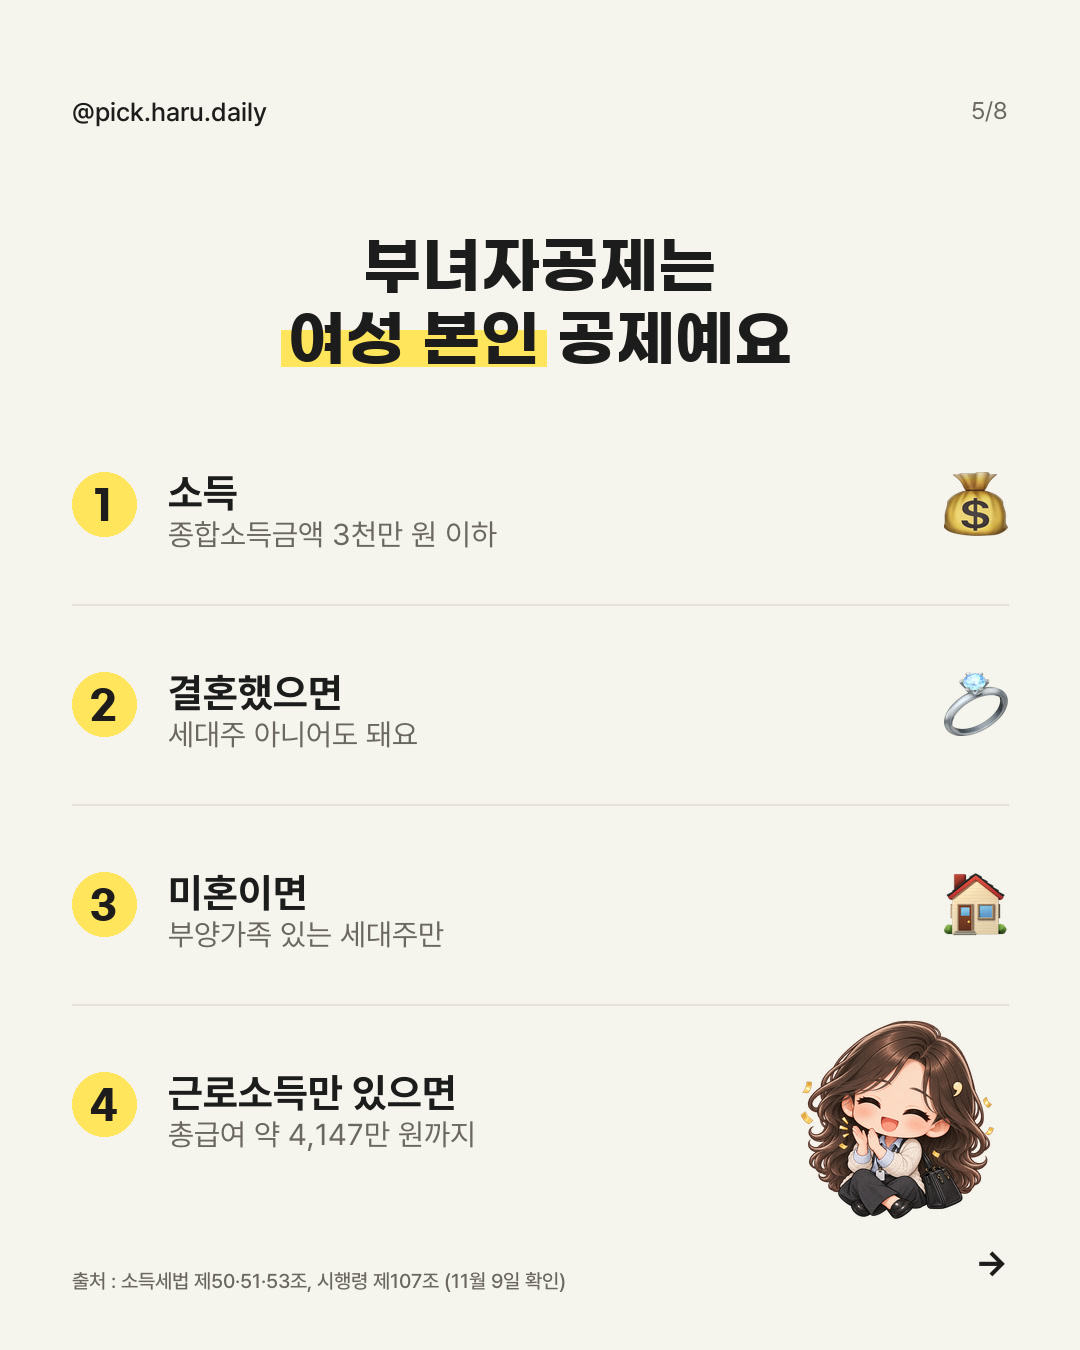 @pick.haru.daily
5/8
부녀자공제는
여성 본인 공제예요
1
소득
종합소득금액 3천만 원 이하
2
결혼했으면
세대주 아니어도 돼요
3
미혼이면
부양가족 있는 세대주만
4
근로소득만 있으면
총급여 약 4,147만 원까지
출처 : 소득세법 제50·51·53조, 시행령 제107조 (11월 9일 확인)
→